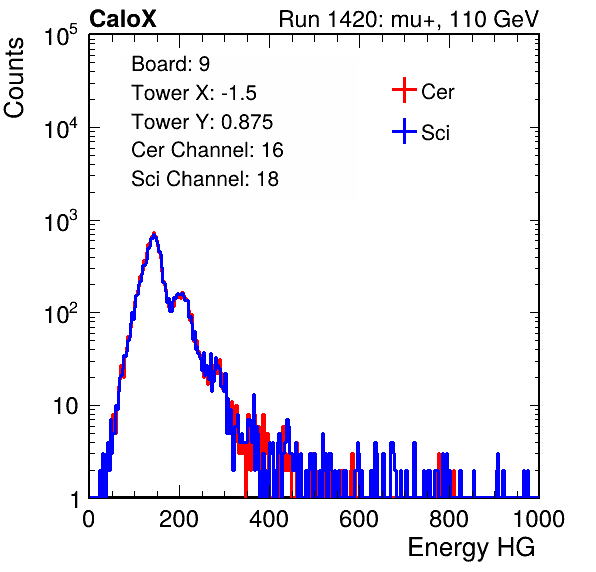 CaloX Run 1420: mu+, 110 GeV
Counts
Board: 9
Tower X: -1.5
Tower Y: 0.875
Cer Channel: 16
Sci Channel: 18
Cer
Sci
10^5
10^4
10^3
10^2
10
1
0 200 400 600 800 1000
Energy HG